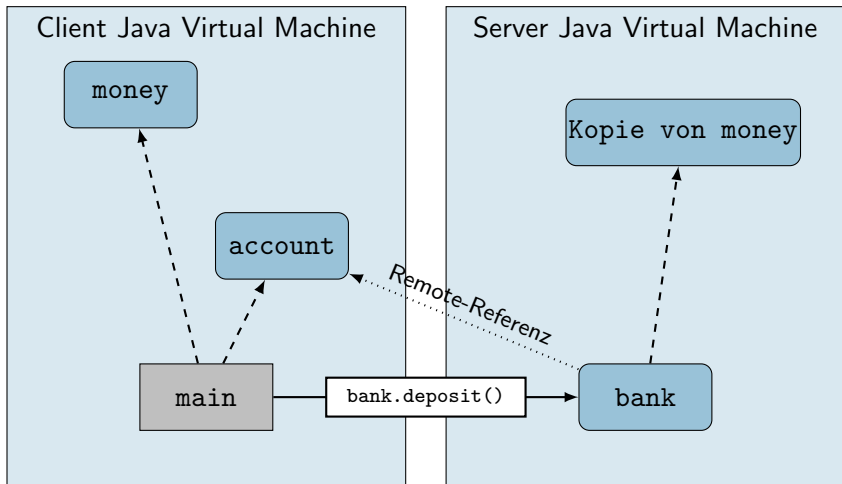 Client Java Virtual Machine
Server Java Virtual Machine
money
Kopie von money
account
Remote-Referenz
main
bank.deposit()
bank